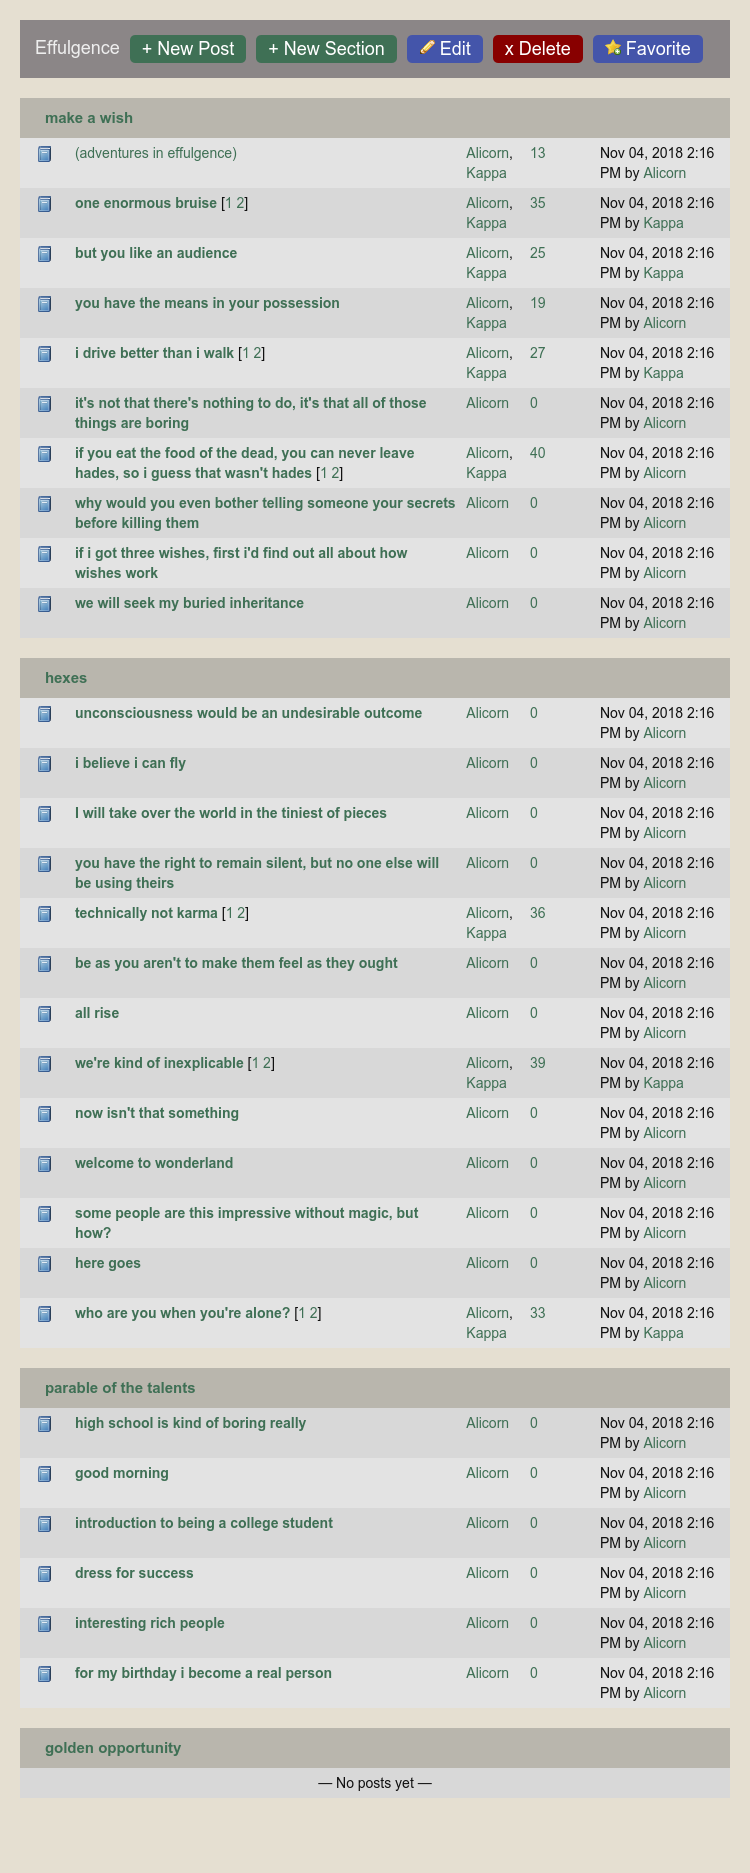 Effulgence + New Post + New Section Edit x Delete Favorite
make a wish
(adventures in effulgence) Alicorn, 13 Nov 04, 2018 2:16
Kappa PM by Alicorn
one enormous bruise [1 2] Alicorn, 35 Nov 04, 2018 2:16
Kappa PM by Kappa
but you like an audience Alicorn, 25 Nov 04, 2018 2:16
Kappa PM by Kappa
you have the means in your possession Alicorn, 19 Nov 04, 2018 2:16
Kappa PM by Alicorn
i drive better than i walk [1 2] Alicorn, 27 Nov 04, 2018 2:16
Kappa PM by Kappa
it's not that there's nothing to do, it's that all of those Alicorn 0 Nov 04, 2018 2:16
things are boring PM by Alicorn
if you eat the food of the dead, you can never leave Alicorn, 40 Nov 04, 2018 2:16
hades, so i guess that wasn't hades [1 2] Kappa PM by Alicorn
why would you even bother telling someone your secrets Alicorn 0 Nov 04, 2018 2:16
before killing them PM by Alicorn
if i got three wishes, first i'd find out all about how Alicorn 0 Nov 04, 2018 2:16
wishes work PM by Alicorn
we will seek my buried inheritance Alicorn 0 Nov 04, 2018 2:16
PM by Alicorn
hexes
unconsciousness would be an undesirable outcome Alicorn 0 Nov 04, 2018 2:16
PM by Alicorn
i believe i can fly Alicorn 0 Nov 04, 2018 2:16
PM by Alicorn
I will take over the world in the tiniest of pieces Alicorn 0 Nov 04, 2018 2:16
PM by Alicorn
you have the right to remain silent, but no one else will Alicorn 0 Nov 04, 2018 2:16
be using theirs PM by Alicorn
technically not karma [1 2] Alicorn, 36 Nov 04, 2018 2:16
Kappa PM by Alicorn
be as you aren't to make them feel as they ought Alicorn 0 Nov 04, 2018 2:16
PM by Alicorn
all rise Alicorn 0 Nov 04, 2018 2:16
PM by Alicorn
we're kind of inexplicable [1 2] Alicorn, 39 Nov 04, 2018 2:16
Kappa PM by Kappa
now isn't that something Alicorn 0 Nov 04, 2018 2:16
PM by Alicorn
welcome to wonderland Alicorn 0 Nov 04, 2018 2:16
PM by Alicorn
some people are this impressive without magic, but Alicorn 0 Nov 04, 2018 2:16
how? PM by Alicorn
here goes Alicorn 0 Nov 04, 2018 2:16
PM by Alicorn
who are you when you're alone? [1 2] Alicorn, 33 Nov 04, 2018 2:16
Kappa PM by Kappa
parable of the talents
high school is kind of boring really Alicorn 0 Nov 04, 2018 2:16
PM by Alicorn
good morning Alicorn 0 Nov 04, 2018 2:16
PM by Alicorn
introduction to being a college student Alicorn 0 Nov 04, 2018 2:16
PM by Alicorn
dress for success Alicorn 0 Nov 04, 2018 2:16
PM by Alicorn
interesting rich people Alicorn 0 Nov 04, 2018 2:16
PM by Alicorn
for my birthday i become a real person Alicorn 0 Nov 04, 2018 2:16
PM by Alicorn
golden opportunity
— No posts yet —